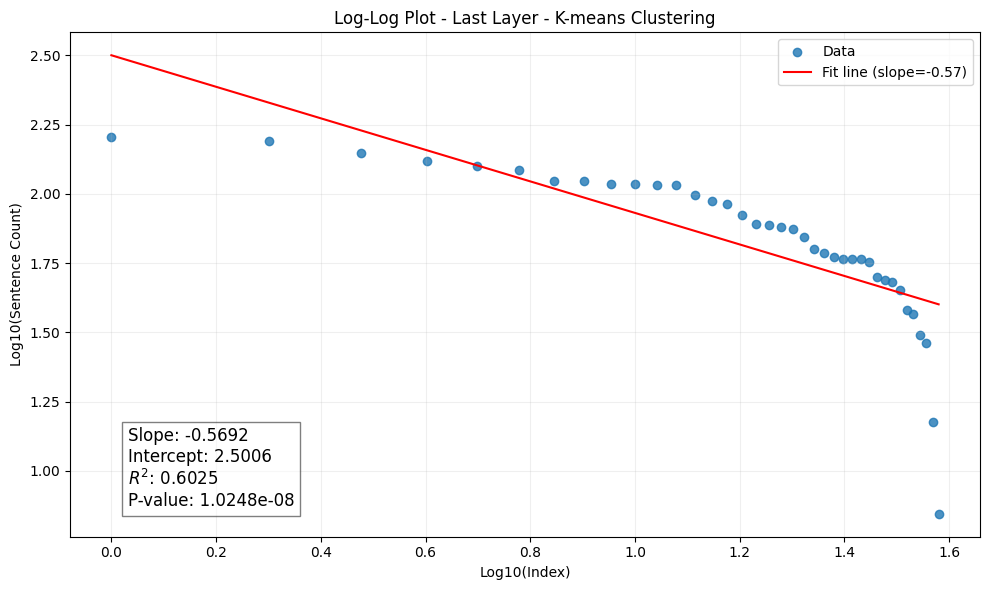 Log-Log Plot - Last Layer - K-means Clustering
Data
Fit line (slope=-0.57)
Log10(Sentence Count)
2.50
2.25
2.00
1.75
1.50
1.25
1.00
Slope: -0.5692
Intercept: 2.5006
R²: 0.6025
P-value: 1.0248e-08
0.0
0.2
0.4
0.6
0.8
1.0
1.2
1.4
1.6
Log10(Index)